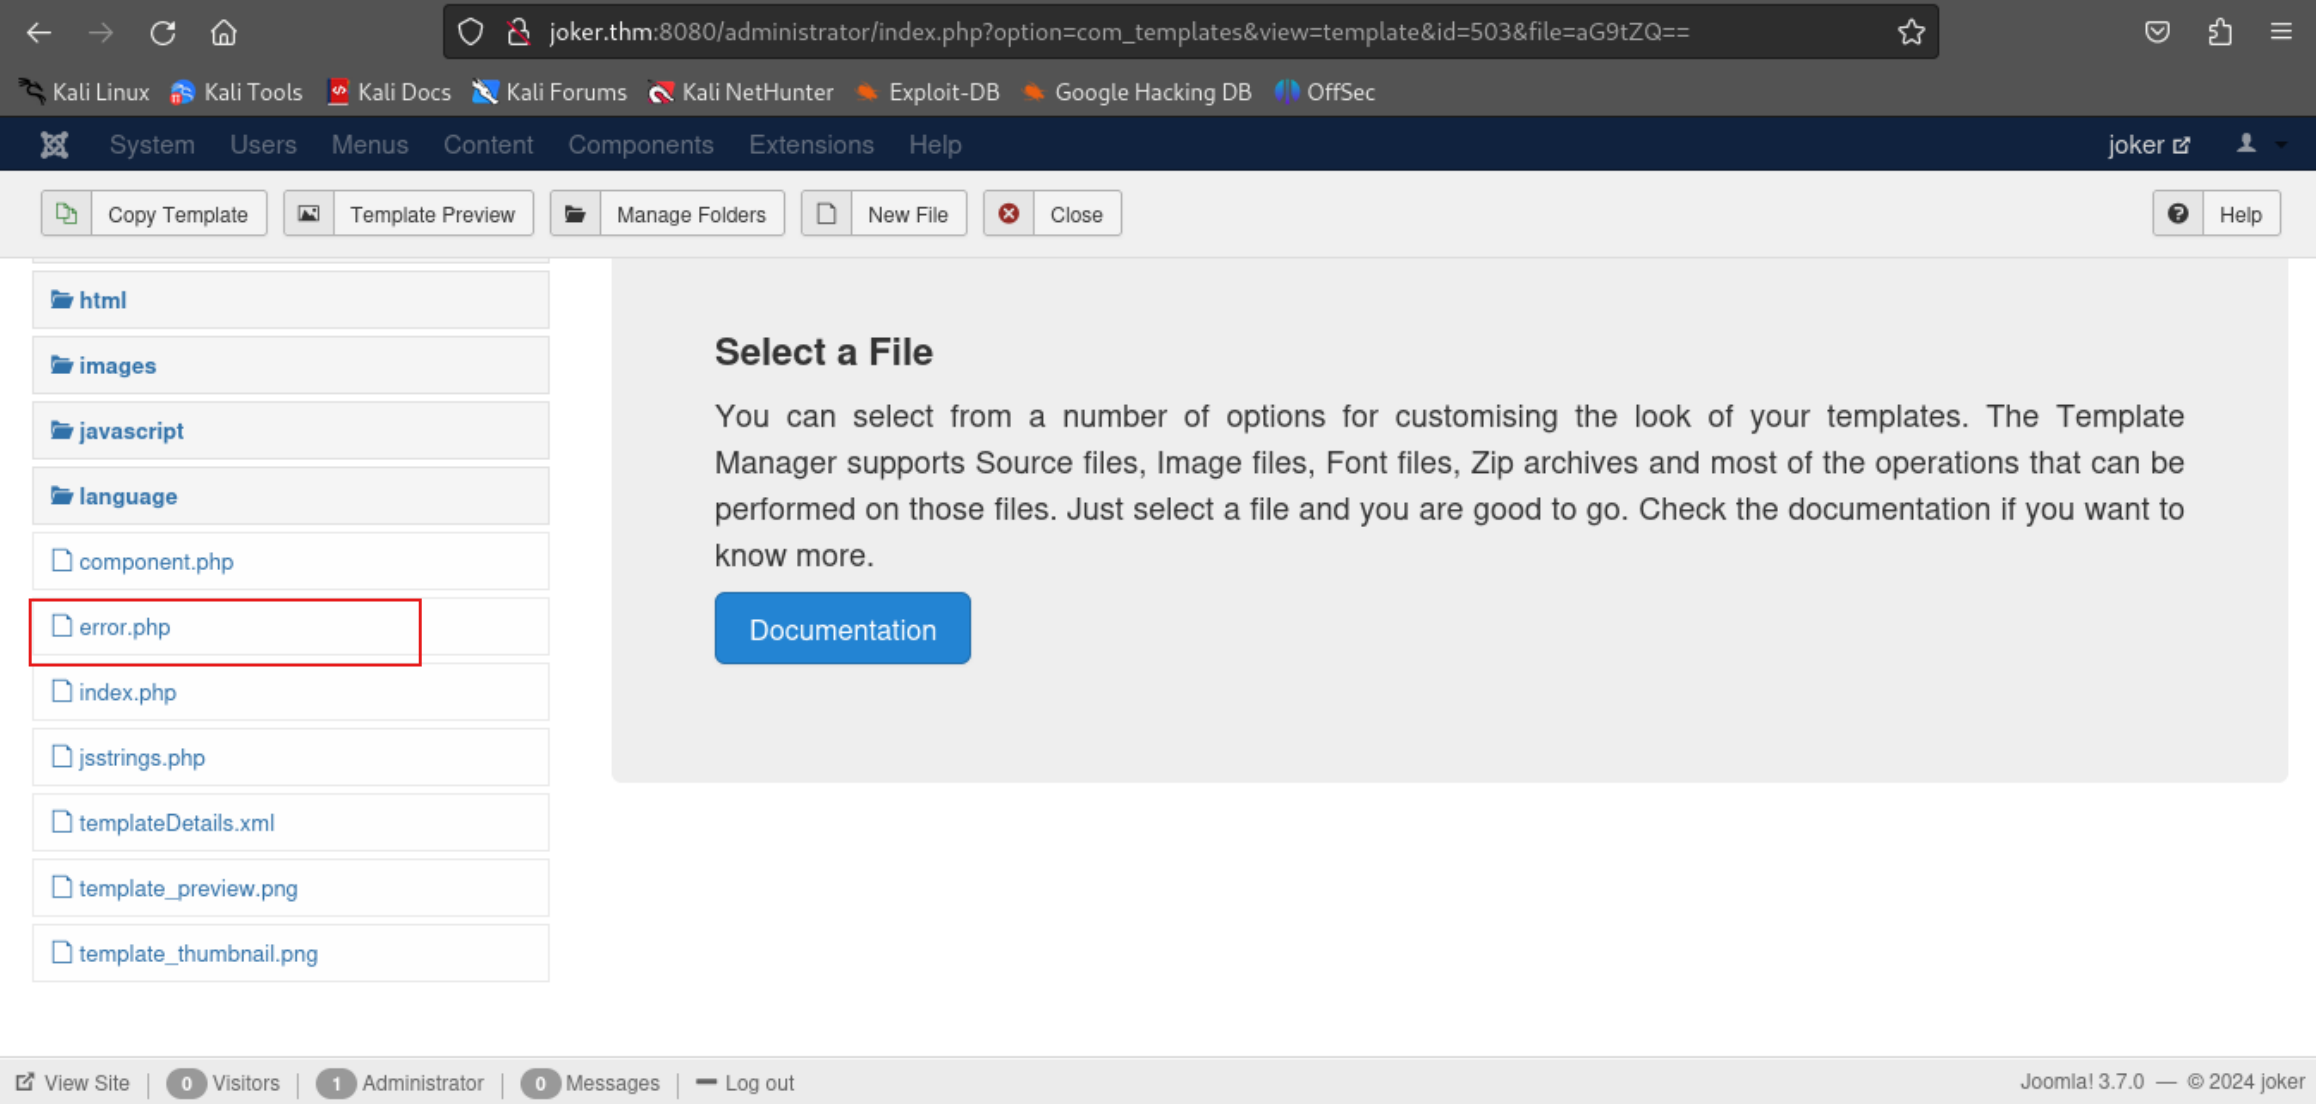 joker.thm:8080/administrator/index.php?option=com_templates&view=template&id=503&file=aG9tZQ==
Kali Linux Kali Tools Kali Docs Kali Forums Kali NetHunter Exploit-DB Google Hacking DB OffSec
System Users Menus Content Components Extensions Help joker
Copy Template Template Preview Manage Folders New File Close Help
html
images
javascript
language
component.php
error.php
index.php
jsstrings.php
templateDetails.xml
template_preview.png
template_thumbnail.png
Select a File
You can select from a number of options for customising the look of your templates. The Template
Manager supports Source files, Image files, Font files, Zip archives and most of the operations that can be
performed on those files. Just select a file and you are good to go. Check the documentation if you want to
know more.
Documentation
View Site | 0 Visitors | 1 Administrator | 0 Messages | Log out Joomla! 3.7.0 — © 2024 joker